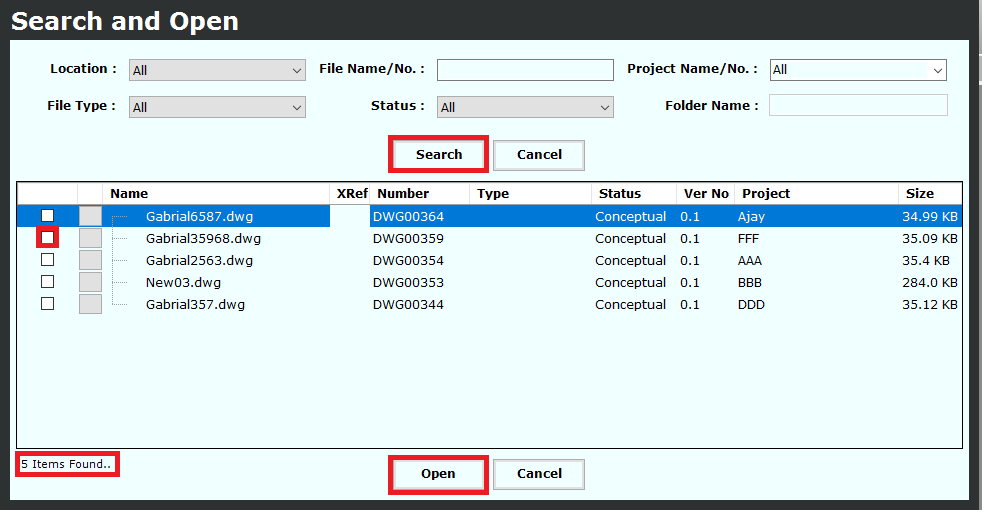 Search and Open
Location : All File Name/No. : Project Name/No. : All
File Type : All Status : All Folder Name :
Search Cancel
Name XRef Number Type Status Ver No Project Size
Gabrial6587.dwg DWG00364 Conceptual 0.1 Ajay 34.99 KB
Gabrial35968.dwg DWG00359 Conceptual 0.1 FFF 35.09 KB
Gabrial2563.dwg DWG00354 Conceptual 0.1 AAA 35.4 KB
New03.dwg DWG00353 Conceptual 0.1 BBB 284.0 KB
Gabrial357.dwg DWG00344 Conceptual 0.1 DDD 35.12 KB
5 Items Found..
Open Cancel